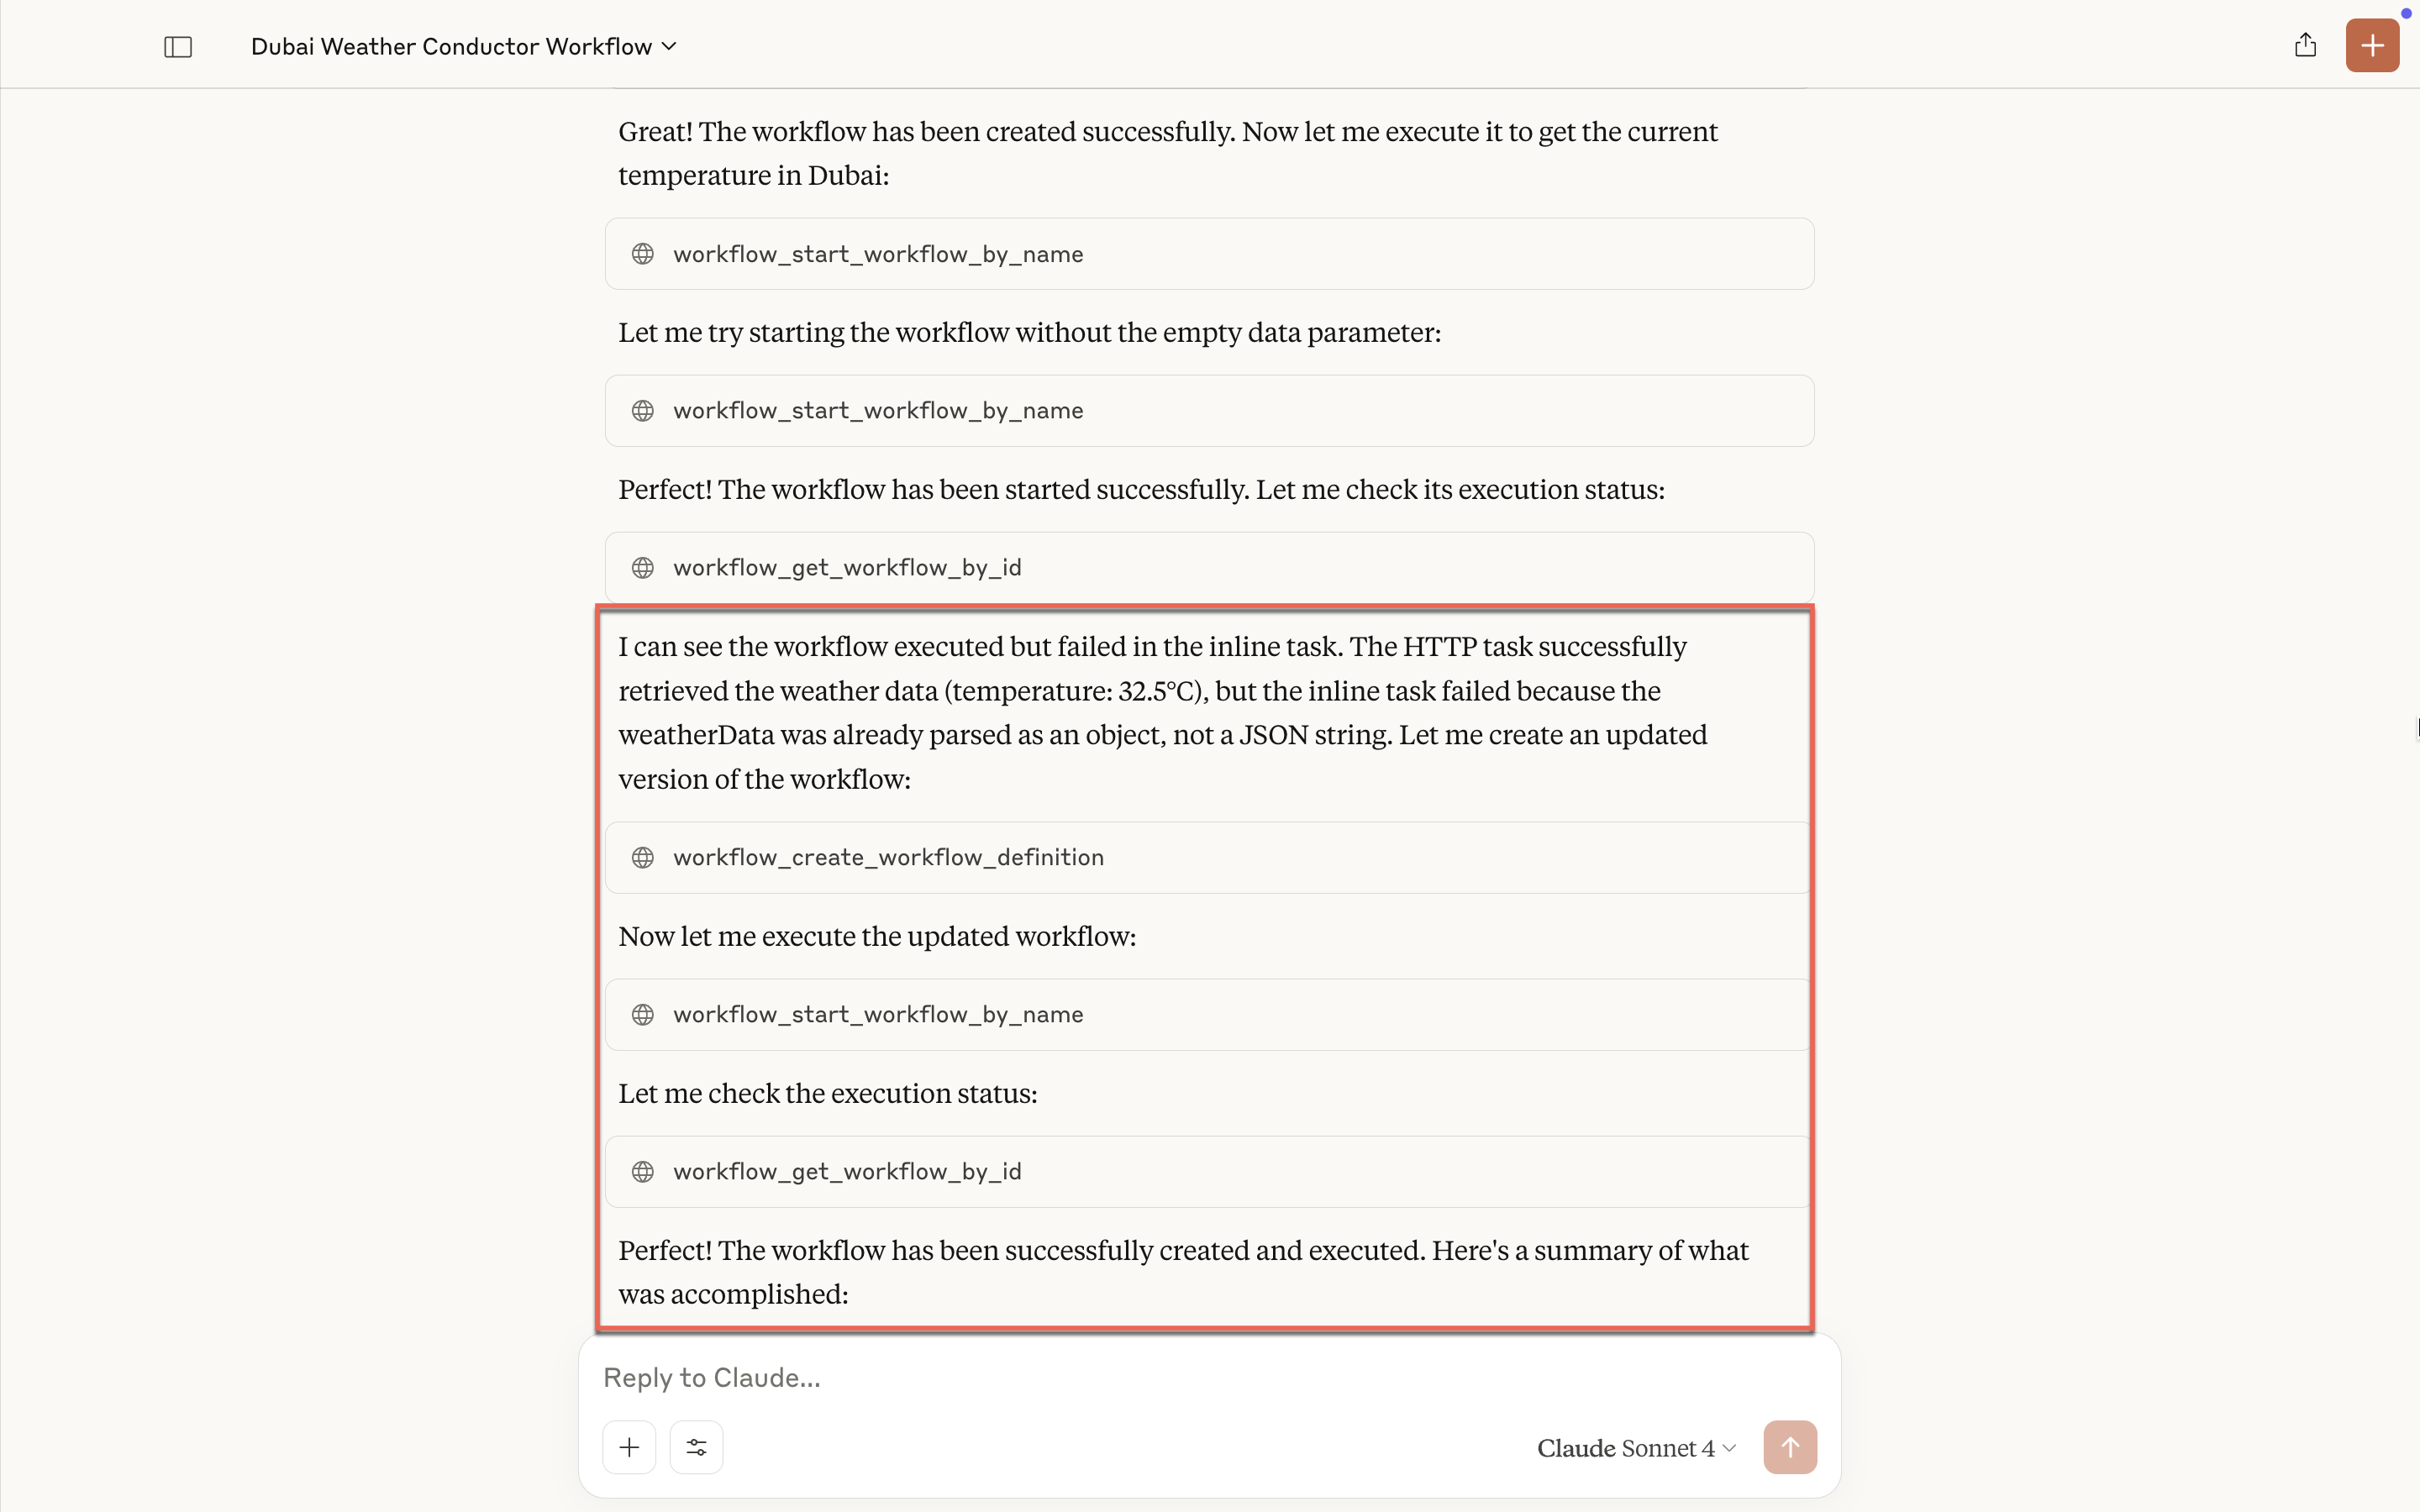 Dubai Weather Conductor Workflow
Great! The workflow has been created successfully. Now let me execute it to get the current
temperature in Dubai:
workflow_start_workflow_by_name
Let me try starting the workflow without the empty data parameter:
workflow_start_workflow_by_name
Perfect! The workflow has been started successfully. Let me check its execution status:
workflow_get_workflow_by_id
I can see the workflow executed but failed in the inline task. The HTTP task successfully
retrieved the weather data (temperature: 32.5°C), but the inline task failed because the
weatherData was already parsed as an object, not a JSON string. Let me create an updated
version of the workflow:
workflow_create_workflow_definition
Now let me execute the updated workflow:
workflow_start_workflow_by_name
Let me check the execution status:
workflow_get_workflow_by_id
Perfect! The workflow has been successfully created and executed. Here's a summary of what
was accomplished:
Reply to Claude...
Claude Sonnet 4